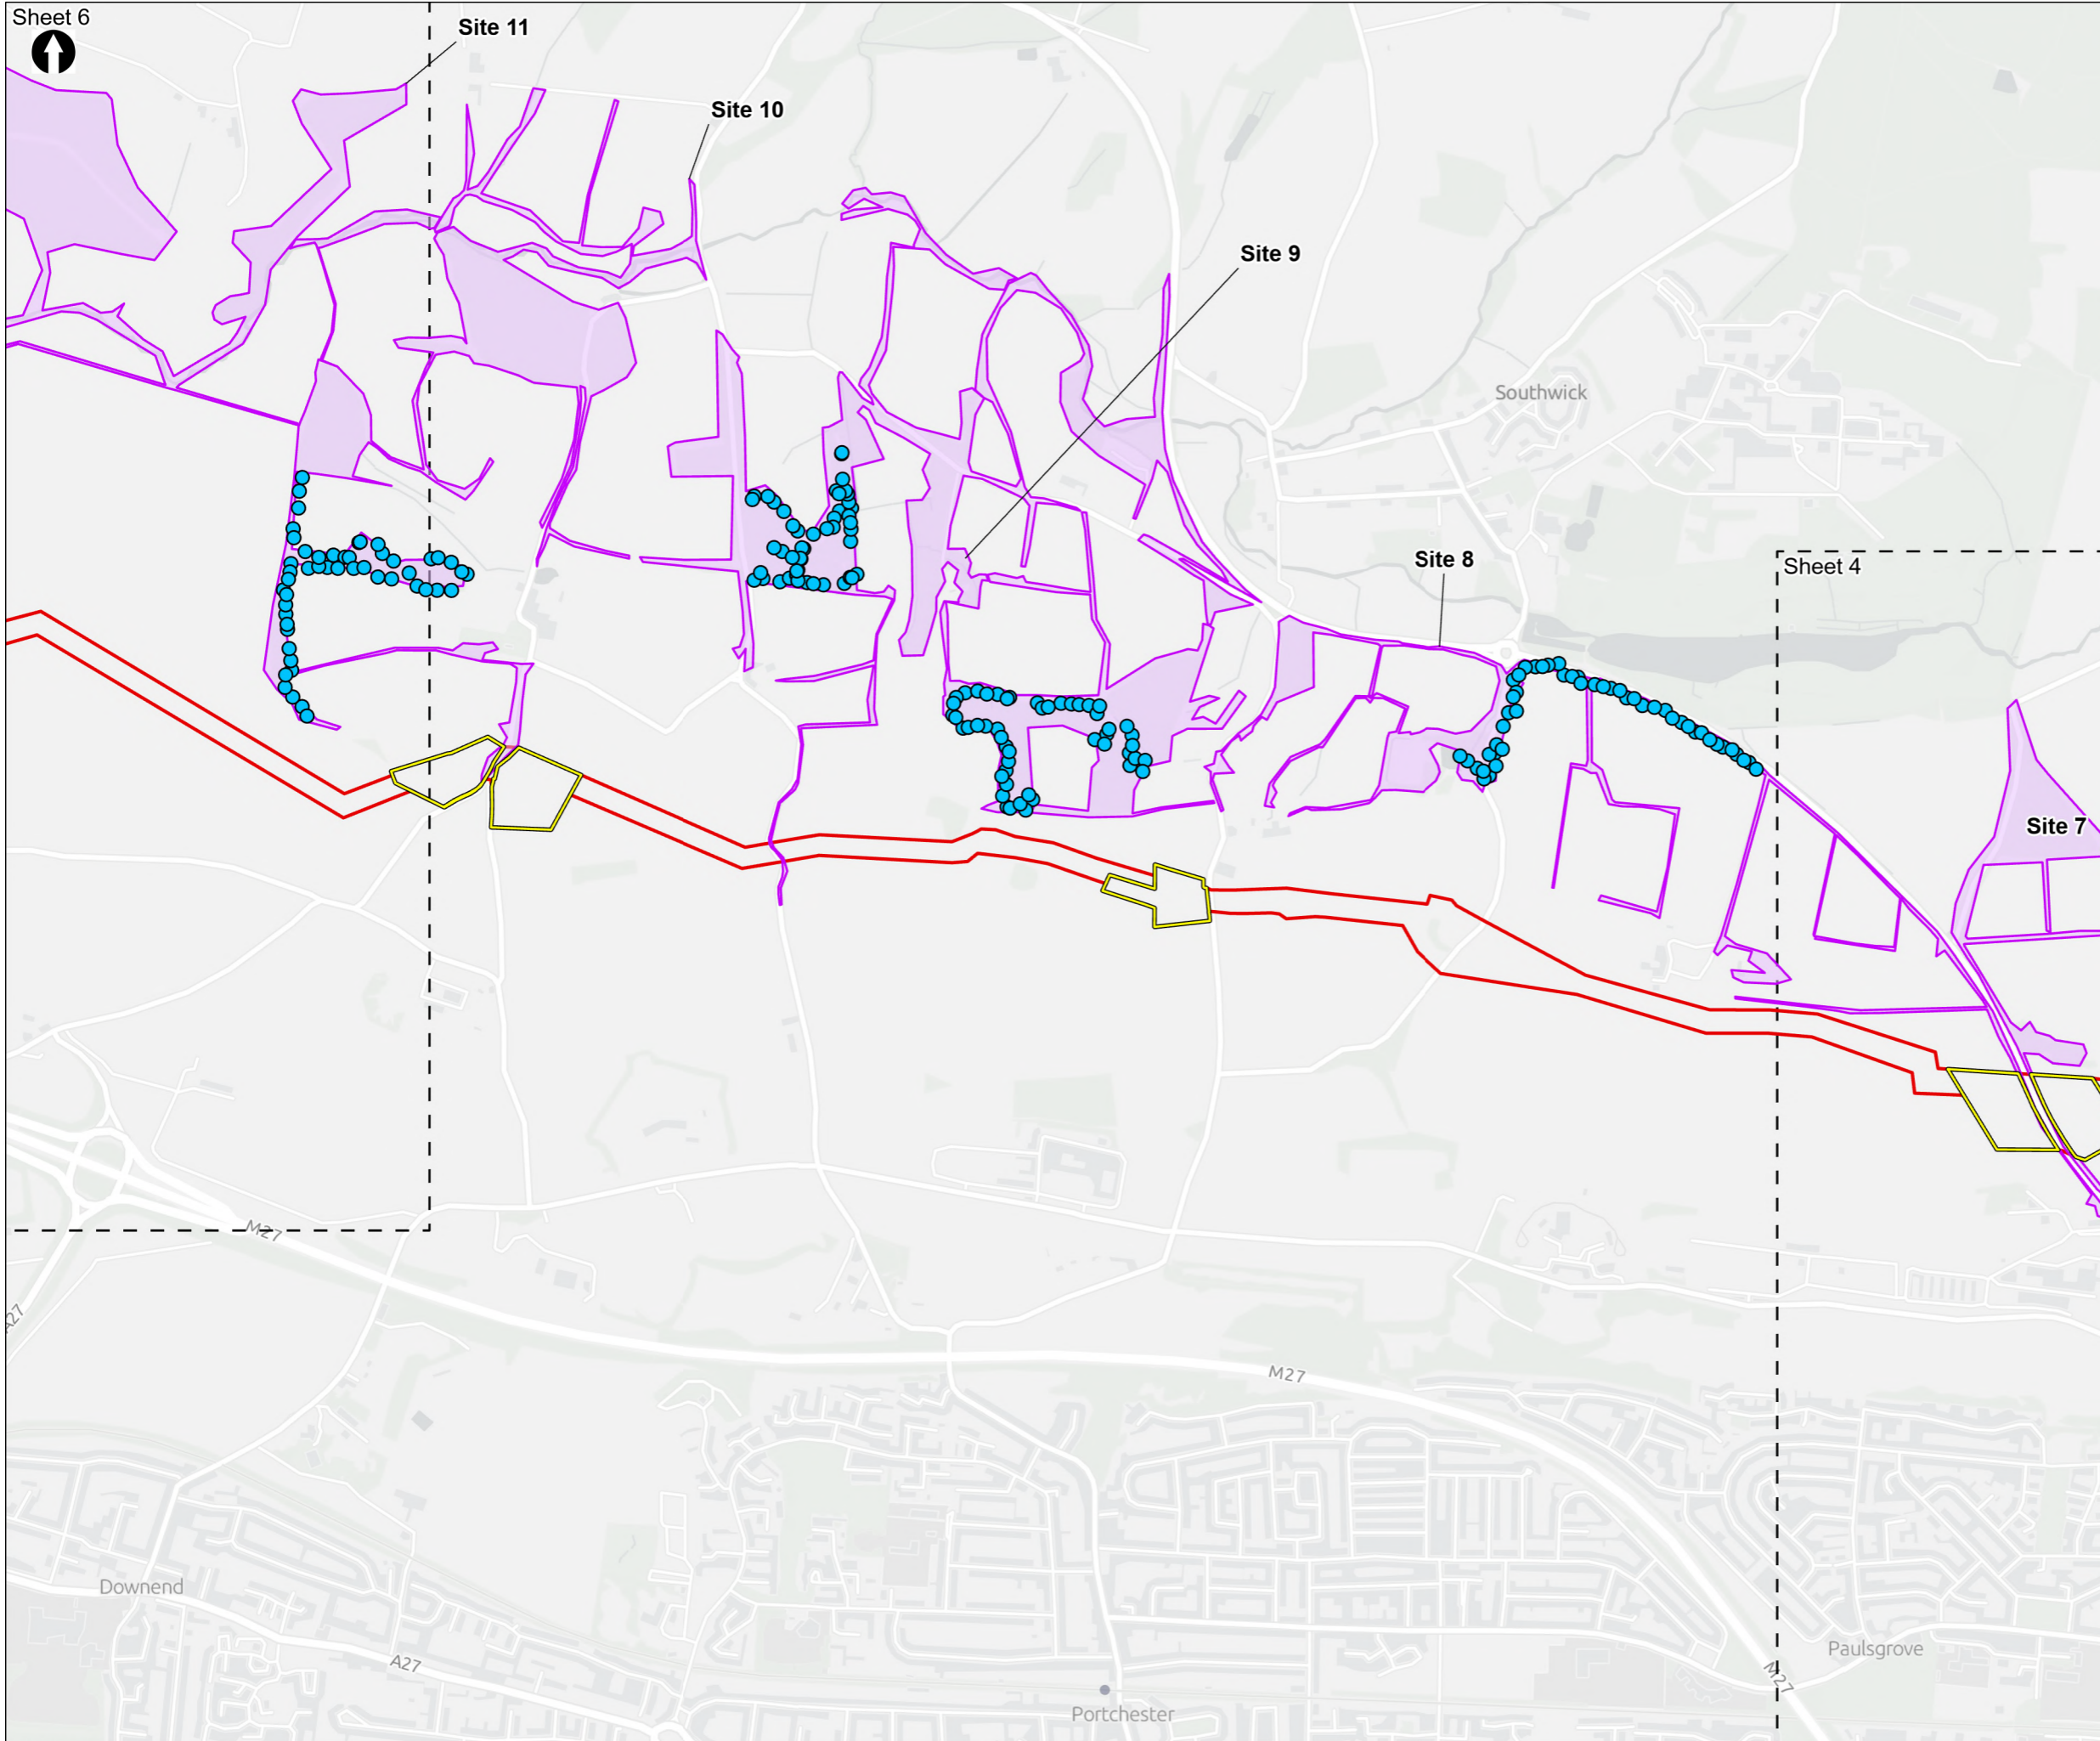 Sheet 6
Site 11
Site 10
Site 9
Southwick
Site 8
Sheet 4
Site 7
M27
A27
M27
Downend
A27
Paulsgrove
M27
Portchester